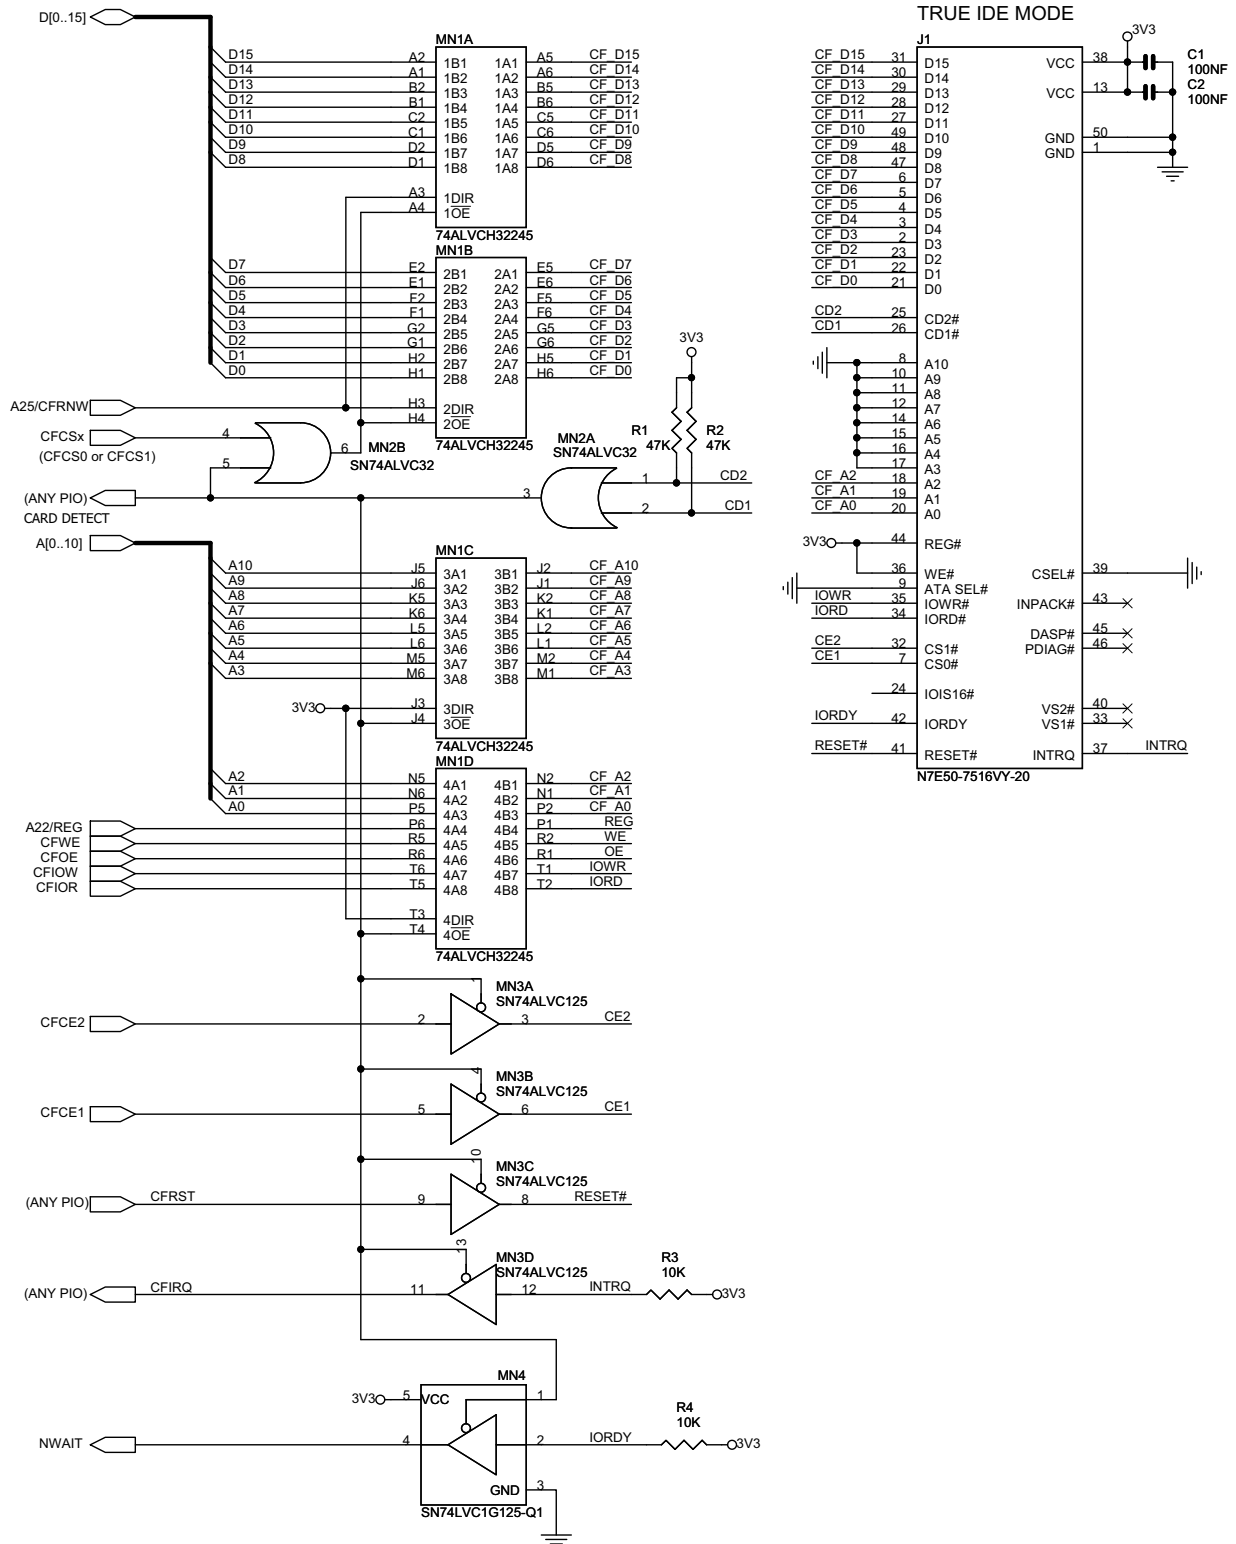 TRUE IDE MODE
D[0..15]
MN1A
D15 A2 1B1 1A1 A5 CF_D15
D14 A1 1B2 1A2 A6 CF_D14
D13 B2 1B3 1A3 B5 CF_D13
D12 B1 1B4 1A4 B6 CF_D12
D11 C2 1B5 1A5 C5 CF_D11
D10 C1 1B6 1A6 C6 CF_D10
D9 D2 1B7 1A7 D5 CF_D9
D8 D1 1B8 1A8 D6 CF_D8
A3 1DIR
A4 1OE
74ALVCH32245
MN1B
D7 E2 2B1 2A1 E5 CF_D7
D6 E1 2B2 2A2 E6 CF_D6
D5 F2 2B3 2A3 F5 CF_D5
D4 F1 2B4 2A4 F6 CF_D4
D3 G2 2B5 2A5 G5 CF_D3
D2 G1 2B6 2A6 G6 CF_D2
D1 H2 2B7 2A7 H5 CF_D1
D0 H1 2B8 2A8 H6 CF_D0
A25/CFRNW H3 2DIR
H4 2OE
74ALVCH32245
CFCSx 4
(CFCS0 or CFCS1)
5
6 MN2B
SN74ALVC32
3V3
R1 47K
R2 47K
MN2A
SN74ALVC32
1 CD2
2 CD1
3
(ANY PIO)
CARD DETECT
A[0..10]
MN1C
A10 J5 3A1 3B1 J2 CF_A10
A9 J6 3A2 3B2 J1 CF_A9
A8 K5 3A3 3B3 K2 CF_A8
A7 K6 3A4 3B4 K1 CF_A7
A6 L5 3A5 3B5 L2 CF_A6
A5 L6 3A6 3B6 L1 CF_A5
A4 M5 3A7 3B7 M2 CF_A4
A3 M6 3A8 3B8 M1 CF_A3
3V3 J3 3DIR
J4 3OE
74ALVCH32245
MN1D
A2 N5 4A1 4B1 N2 CF_A2
A1 N6 4A2 4B2 N1 CF_A1
A0 P5 4A3 4B3 P2 CF_A0
A22/REG P6 4A4 4B4 P1 REG
CFWE R5 4A5 4B5 R2 WE
CFOE R6 4A6 4B6 R1 OE
CFIOW T6 4A7 4B7 T1 IOWR
CFIOR T5 4A8 4B8 T2 IORD
T3 4DIR
T4 4OE
74ALVCH32245
1 MN3A
SN74ALVC125
CFCE2 2 3 CE2
4 MN3B
SN74ALVC125
CFCE1 5 6 CE1
10 MN3C
SN74ALVC125
(ANY PIO) CFRST 9 8 RESET#
13 MN3D
SN74ALVC125
(ANY PIO) CFIRQ 11 12 INTRQ R3 10K 3V3
MN4
3V3 5 VCC 1
NWAIT 4 2 IORDY R4 10K 3V3
GND 3
SN74LVC1G125-Q1
J1
CF_D15 31 D15
CF_D14 30 D14
CF_D13 29 D13
CF_D12 28 D12
CF_D11 27 D11
CF_D10 49 D10
CF_D9 48 D9
CF_D8 47 D8
CF_D7 6 D7
CF_D6 5 D6
CF_D5 4 D5
CF_D4 3 D4
CF_D3 2 D3
CF_D2 23 D2
CF_D1 22 D1
CF_D0 21 D0
CD2 25 CD2#
CD1 26 CD1#
8 A10
10 A9
11 A8
12 A7
14 A6
15 A5
16 A4
17 A3
CF_A2 18 A2
CF_A1 19 A1
CF_A0 20 A0
3V3 44 REG#
36 WE#
9 ATA SEL#
IOWR 35 IOWR#
IORD 34 IORD#
CE2 32 CS1#
CE1 7 CS0#
24 IOIS16#
IORDY 42 IORDY
RESET# 41 RESET#
3V3
VCC 38 C1 100NF
VCC 13 C2 100NF
GND 50
GND 1
CSEL# 39
INPACK# 43
DASP# 45
PDIAG# 46
VS2# 40
VS1# 33
INTRQ 37 INTRQ
N7E50-7516VY-20